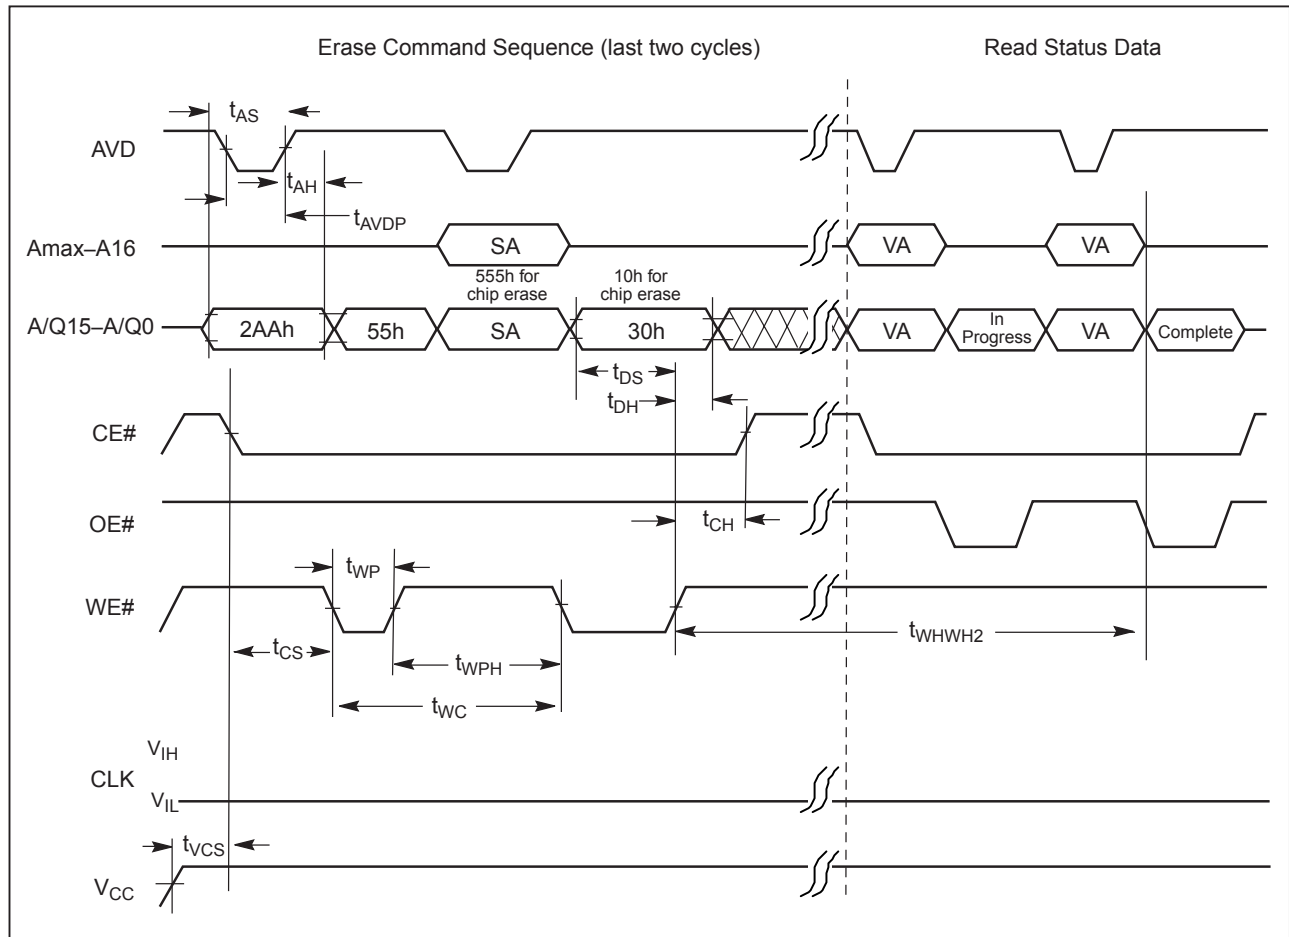 Erase Command Sequence (last two cycles)
Read Status Data
tAS
AVD
tAH
tAVDP
Amax–A16
SA
VA
VA
555h for
chip erase
10h for
chip erase
A/Q15–A/Q0
2AAh
55h
SA
30h
VA
In
Progress
VA
Complete
tDS
tDH
CE#
OE#
tCH
tWP
WE#
tWHWH2
tCS
tWPH
tWC
VIH
CLK
VIL
tVCS
VCC